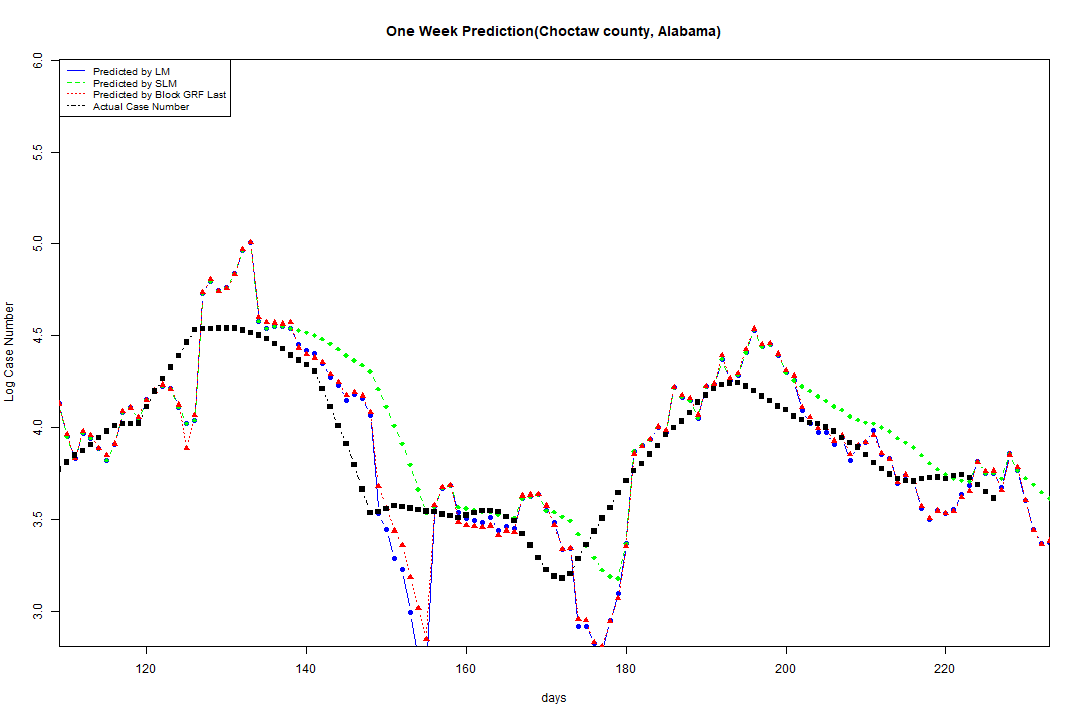 One Week Prediction(Choctaw county, Alabama)
Predicted by LM
Predicted by SLM
Predicted by Block GRF Last
Actual Case Number
Log Case Number
6.0
5.5
5.0
4.5
4.0
3.5
3.0
120 140 160 180 200 220
days